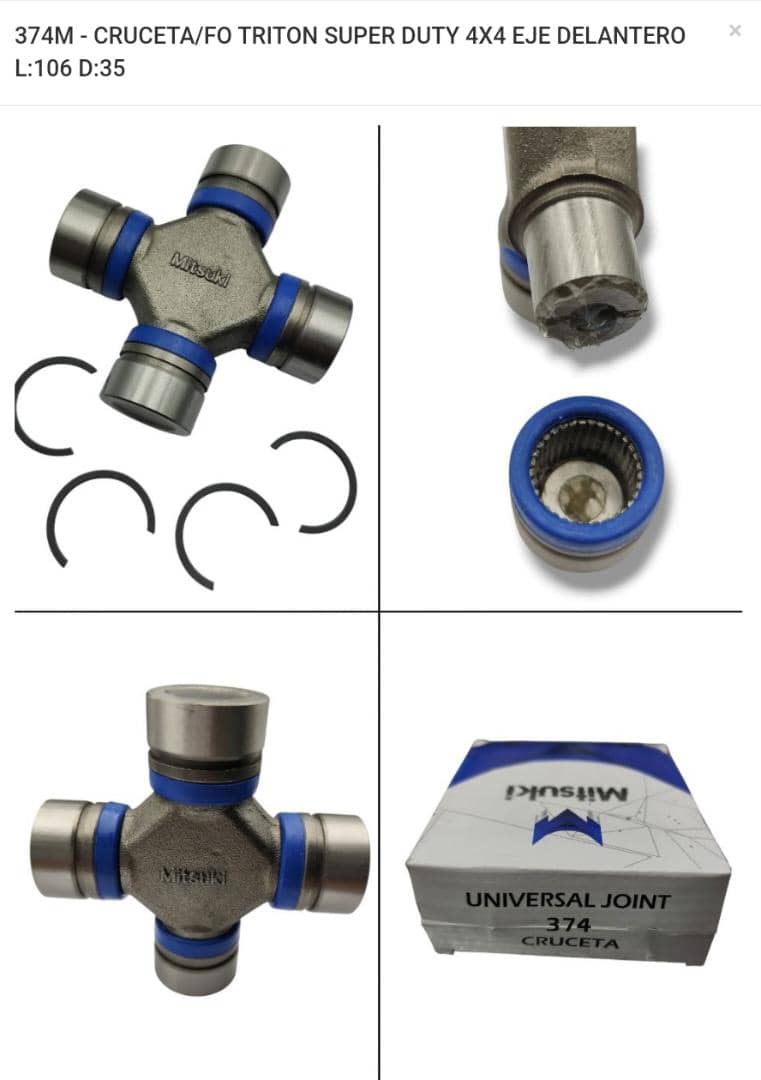 374M - CRUCETA/FO TRITON SUPER DUTY 4X4 EJE DELANTERO
L:106 D:35
×
Mitsuki
Mitsuki
Mitsuki
UNIVERSAL JOINT
374
CRUCETA